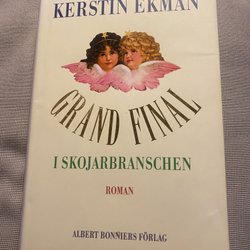 KERSTIN EKMAN
GRAND FINAL
I SKOJARBRANSCHEN
ROMAN
ALBERT BONNIERS FÖRLAG